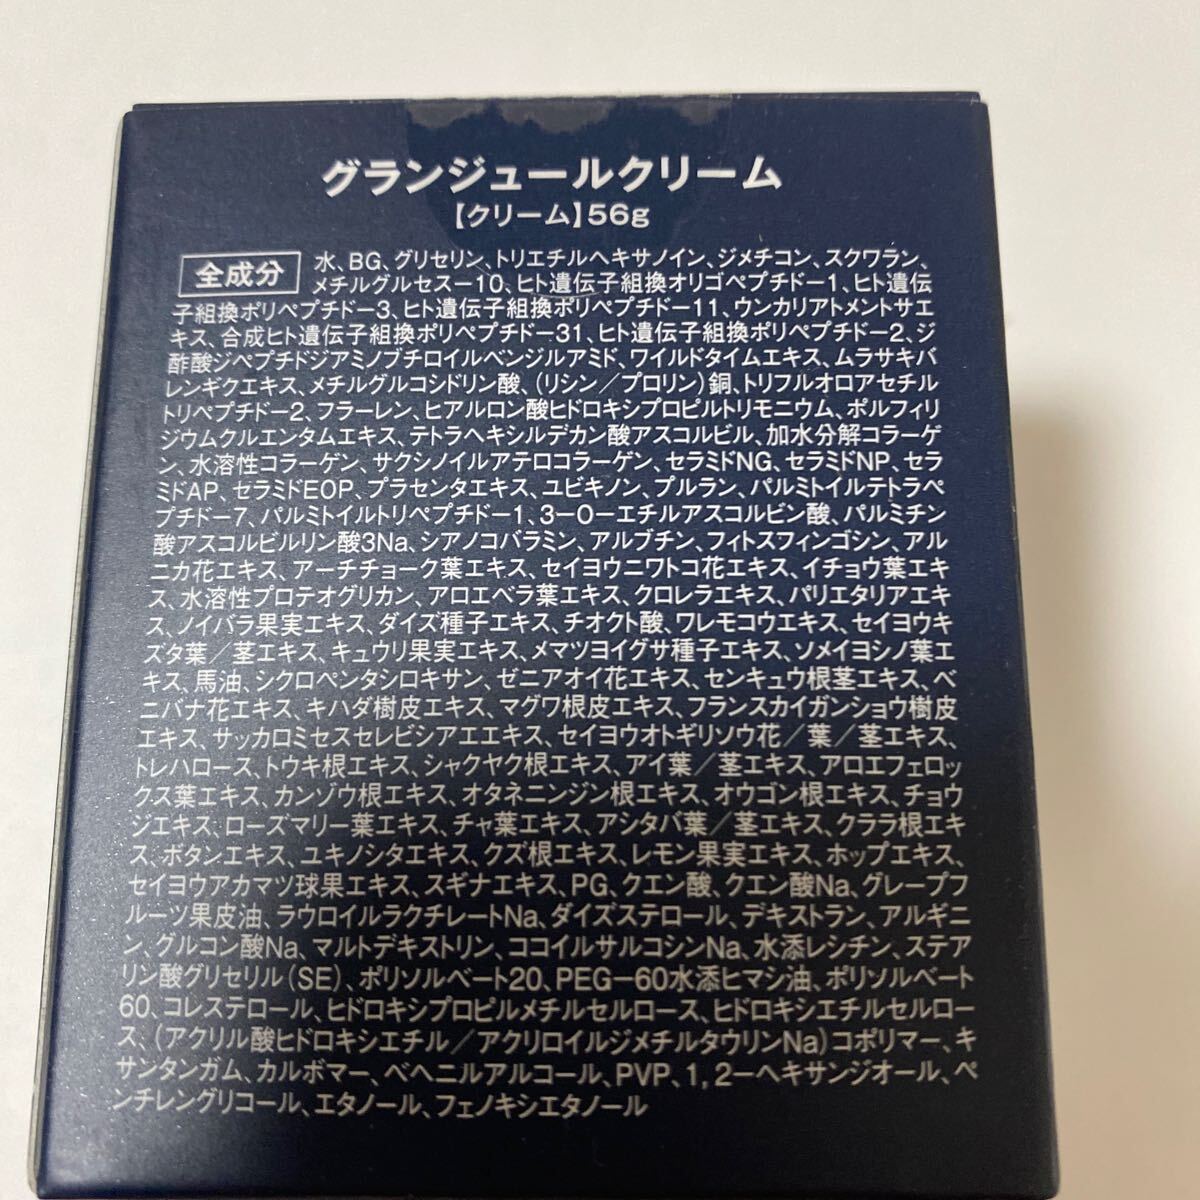 グランジュールクリーム
【クリーム】56g
全成分 水、BG、グリセリン、トリエチルヘキサノイン、ジメチコン、スクワラン、
メチルグルセスー10、ヒト遺伝子組換オリゴペプチドー1、ヒト遺伝
子組換ポリペプチドー3、ヒト遺伝子組換ポリペプチドー11、ウンカリアトメントサエ
キス、合成ヒト遺伝子組換ポリペプチドー31、ヒト遺伝子組換ポリペプチドー2、ジ
酢酸ジペプチドジアミノブチロイルベンジルアミド、ワイルドタイムエキス、ムラサキバ
レンギクエキス、メチルグルコシドリン酸、(リシン/プロリン)銅、トリフルオロアセチル
トリペプチドー2、フラーレン、ヒアルロン酸ヒドロキシプロピルトリモニウム、ポルフィリ
ジウムクルエンタムエキス、テトラヘキシルデカン酸アスコルビル、加水分解コラーゲ
ン、水溶性コラーゲン、サクシノイルアテロコラーゲン、セラミドNG、セラミドNP、セラ
ミドAP、セラミドEOP、プラセンタエキス、ユビキノン、プルラン、パルミトイルテトラペ
プチドー7、パルミトイルトリペプチドー1、3ーOーエチルアスコルビン酸、パルミチン
酸アスコルビルリン酸3Na、シアノコバラミン、アルブチン、フィトスフィンゴシン、アル
ニカ花エキス、アーチチョーク葉エキス、セイヨウニワトコ花エキス、イチョウ葉エキ
ス、水溶性プロテオグリカン、アロエベラ葉エキス、クロレラエキス、パリエタリアエキ
ス、ノイバラ果実エキス、ダイズ種子エキス、チオクト酸、ワレモコウエキス、セイヨウキ
ズタ葉/茎エキス、キュウリ果実エキス、メマツヨイグサ種子エキス、ソメイヨシノ葉エ
キス、馬油、シクロペンタシロキサン、ゼニアオイ花エキス、センキュウ根茎エキス、ベ
ニバナ花エキス、キハダ樹皮エキス、マグワ根皮エキス、フランスカイガンショウ樹皮
エキス、サッカロミセスセレビシアエエキス、セイヨウオトギリソウ花/葉/茎エキス、
トレハロース、トウキ根エキス、シャクヤク根エキス、アイ葉/茎エキス、アロエフェロッ
クス葉エキス、カンゾウ根エキス、オタネニンジン根エキス、オウゴン根エキス、チョウ
ジエキス、ローズマリー葉エキス、チャ葉エキス、アシタバ葉/茎エキス、クララ根エキ
ス、ボタンエキス、ユキノシタエキス、クズ根エキス、レモン果実エキス、ホップエキス、
セイヨウアカマツ球果エキス、スギナエキス、PG、クエン酸、クエン酸Na、グレープフ
ルーツ果皮油、ラウロイルラクチレートNa、ダイズステロール、デキストラン、アルギニ
ン、グルコン酸Na、マルトデキストリン、ココイルサルコシンNa、水添レシチン、ステア
リン酸グリセリル(SE)、ポリソルベート20、PEGー60水添ヒマシ油、ポリソルベート
60、コレステロール、ヒドロキシプロピルメチルセルロース、ヒドロキシエチルセルロー
ス、(アクリル酸ヒドロキシエチル/アクリロイルジメチルタウリンNa)コポリマー、キ
サンタンガム、カルボマー、ベヘニルアルコール、PVP、1,2ーヘキサンジオール、ペ
ンチレングリコール、エタノール、フェノキシエタノール